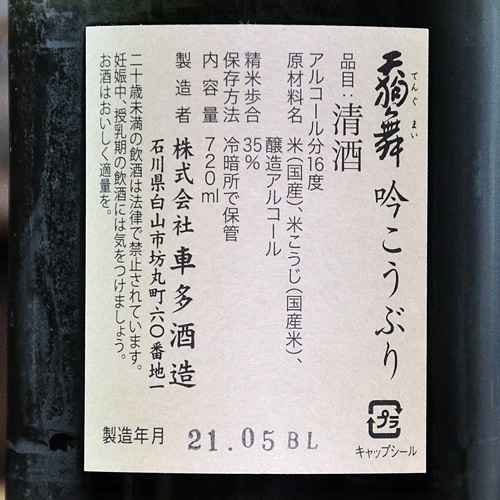 天狗舞 吟こうぶり
てんぐ まい
品目:清酒
アルコール分16度
原材料名 米(国産)、米こうじ(国産米)、
醸造アルコール
精米歩合 35%
保存方法 冷暗所で保管
内容量 720ml
製造者 株式会社 車多酒造
石川県白山市坊丸町六〇番地一
二十歳未満の飲酒は法律で禁止されています。
妊娠中、授乳期の飲酒には気をつけましょう。
お酒はおいしく適量を。
プラ
キャップシール
製造年月 21.05 BL